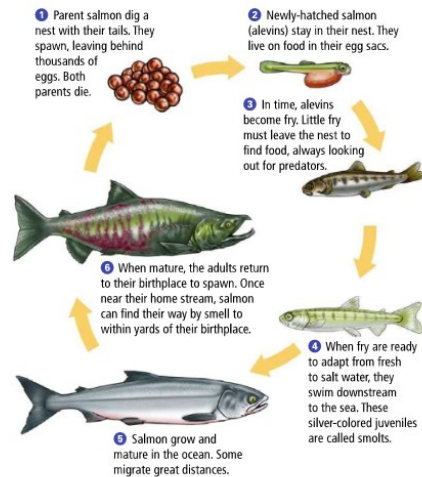 1 Parent salmon dig a
nest with their tails. They
spawn, leaving behind
thousands of
eggs. Both
parents die.
2 Newly-hatched salmon
(alevins) stay in their nest. They
live on food in their egg sacs.
3 In time, alevins
become fry. Little fry
must leave the nest to
find food, always looking
out for predators.
4 When fry are ready
to adapt from fresh
to salt water, they
swim downstream
to the sea. These
silver-colored juveniles
are called smolts.
5 Salmon grow and
mature in the ocean. Some
migrate great distances.
6 When mature, the adults return
to their birthplace to spawn. Once
near their home stream, salmon
can find their way by smell to
within yards of their birthplace.